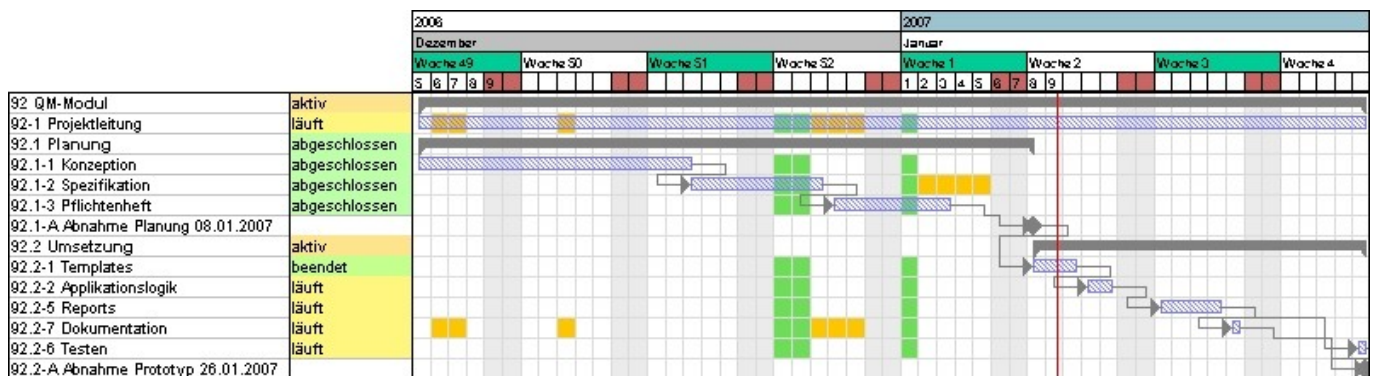 2006 2007
Dezember Januar
Woche 49 Woche 50 Woche 51 Woche 52 Woche 1 Woche 2 Woche 3 Woche 4
5 6 7 8 9 1 2 3 4 5 6 7 8 9
92 QM-Modul aktiv
92-1 Projektleitung läuft
92.1 Planung abgeschlossen
92.1-1 Konzeption abgeschlossen
92.1-2 Spezifikation abgeschlossen
92.1-3 Pflichtenheft abgeschlossen
92.1-A Abnahme Planung 08.01.2007
92.2 Umsetzung aktiv
92.2-1 Templates beendet
92.2-2 Applikationslogik läuft
92.2-5 Reports läuft
92.2-7 Dokumentation läuft
92.2-6 Testen läuft
92.2-A Abnahme Prototyp 26.01.2007